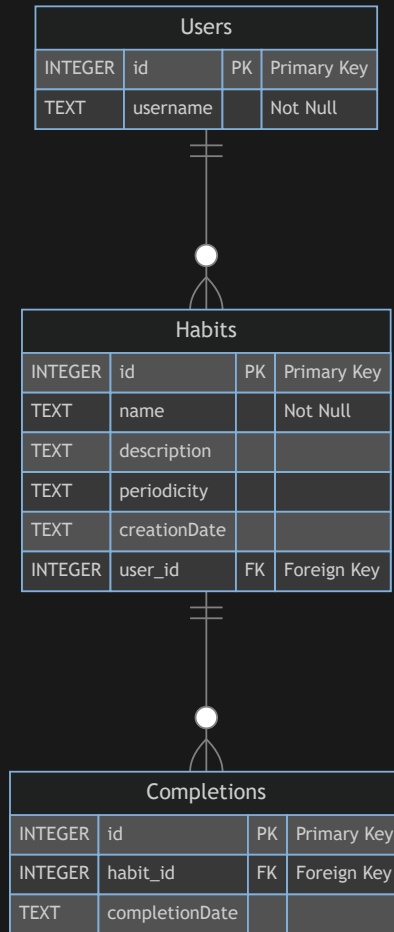 Users
INTEGER id PK Primary Key
TEXT username Not Null
Habits
INTEGER id PK Primary Key
TEXT name Not Null
TEXT description
TEXT periodicity
TEXT creationDate
INTEGER user_id FK Foreign Key
Completions
INTEGER id PK Primary Key
INTEGER habit_id FK Foreign Key
TEXT completionDate